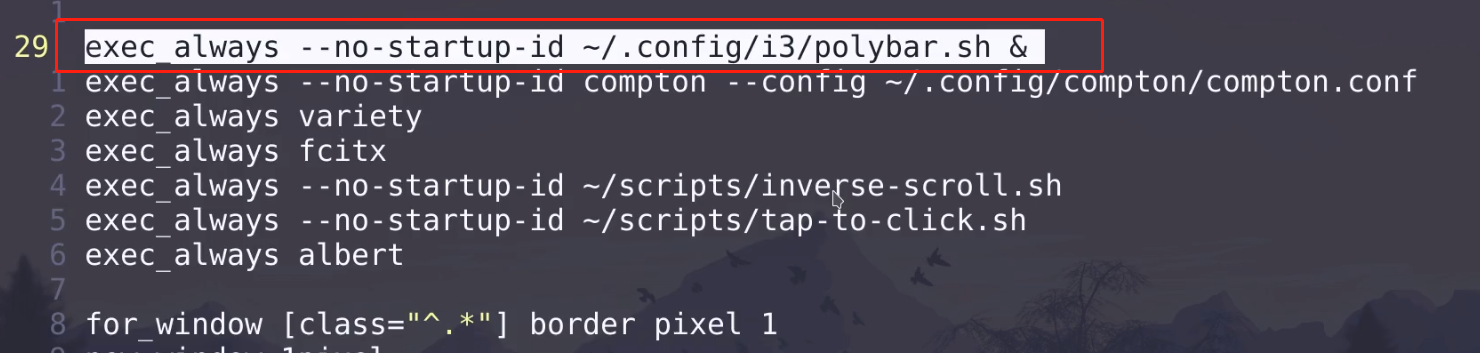 1
29 exec_always --no-startup-id ~/.config/i3/polybar.sh &
1 exec_always --no-startup-id compton --config ~/.config/compton/compton.conf
2 exec_always variety
3 exec_always fcitx
4 exec_always --no-startup-id ~/scripts/inverse-scroll.sh
5 exec_always --no-startup-id ~/scripts/tap-to-click.sh
6 exec_always albert
7
8 for_window [class="^.*"] border pixel 1